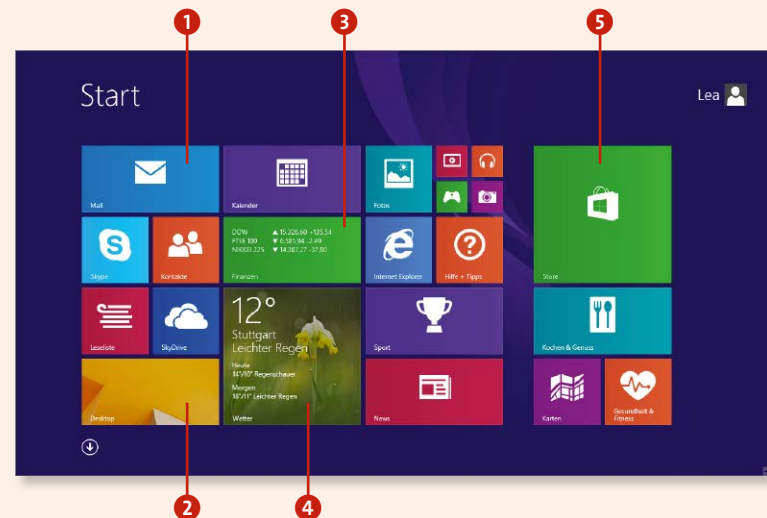 1
3
5
Start
Lea
Mail
Kalender
Fotos
Skype
Kontakte
DOW ▲ 15.326,60 +135,54
FTSE 100 ▼ 6.581,94 -2,49
NIKKEI 225 ▼ 14.387,27 -37,80
Finanzen
Internet Explorer
Hilfe + Tipps
Store
Leseliste
SkyDrive
12°
Stuttgart
Leichter Regen
Heute
14°/10° Regenschauer
Morgen
18°/11° Leichter Regen
Wetter
Sport
Kochen & Genuss
Desktop
News
Karten
Gesundheit &
Fitness
2
4